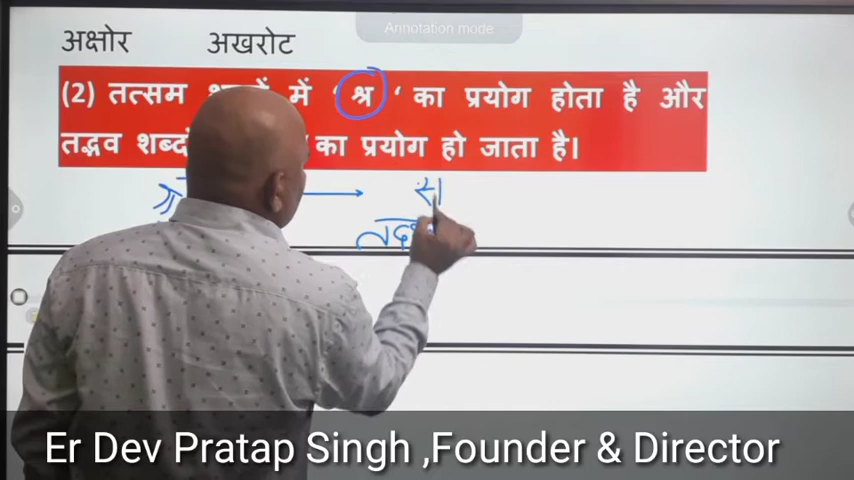 Annotation mode
अक्षोर अखरोट
(2) तत्सम में ' श्र ' का प्रयोग होता है और
तद्भव का प्रयोग हो जाता है।
Er Dev Pratap Singh ,Founder & Director